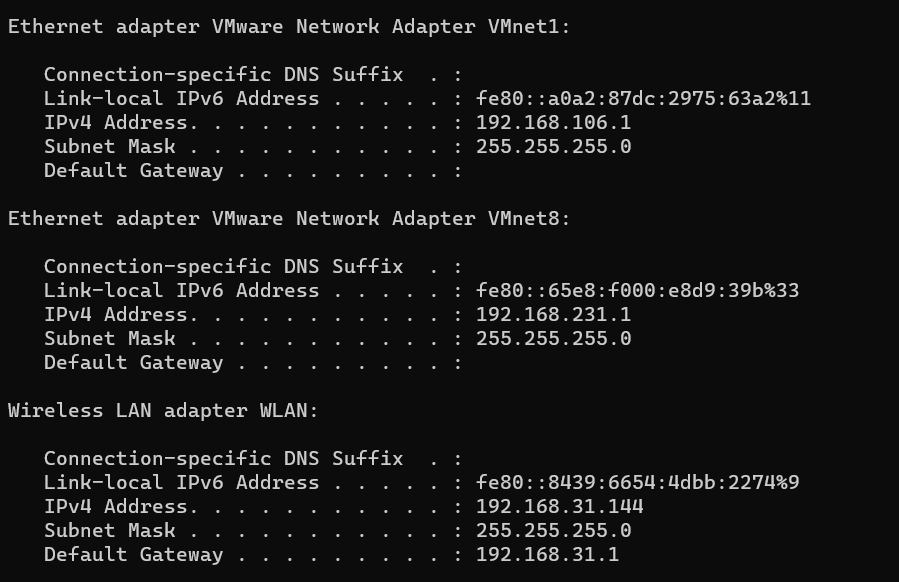 Ethernet adapter VMware Network Adapter VMnet1:
Connection-specific DNS Suffix  . :
Link-local IPv6 Address . . . . . : fe80::a0a2:87dc:2975:63a2%11
IPv4 Address. . . . . . . . . . . : 192.168.106.1
Subnet Mask . . . . . . . . . . . : 255.255.255.0
Default Gateway . . . . . . . . . :
Ethernet adapter VMware Network Adapter VMnet8:
Connection-specific DNS Suffix  . :
Link-local IPv6 Address . . . . . : fe80::65e8:f000:e8d9:39b%33
IPv4 Address. . . . . . . . . . . : 192.168.231.1
Subnet Mask . . . . . . . . . . . : 255.255.255.0
Default Gateway . . . . . . . . . :
Wireless LAN adapter WLAN:
Connection-specific DNS Suffix  . :
Link-local IPv6 Address . . . . . : fe80::8439:6654:4dbb:2274%9
IPv4 Address. . . . . . . . . . . : 192.168.31.144
Subnet Mask . . . . . . . . . . . : 255.255.255.0
Default Gateway . . . . . . . . . : 192.168.31.1